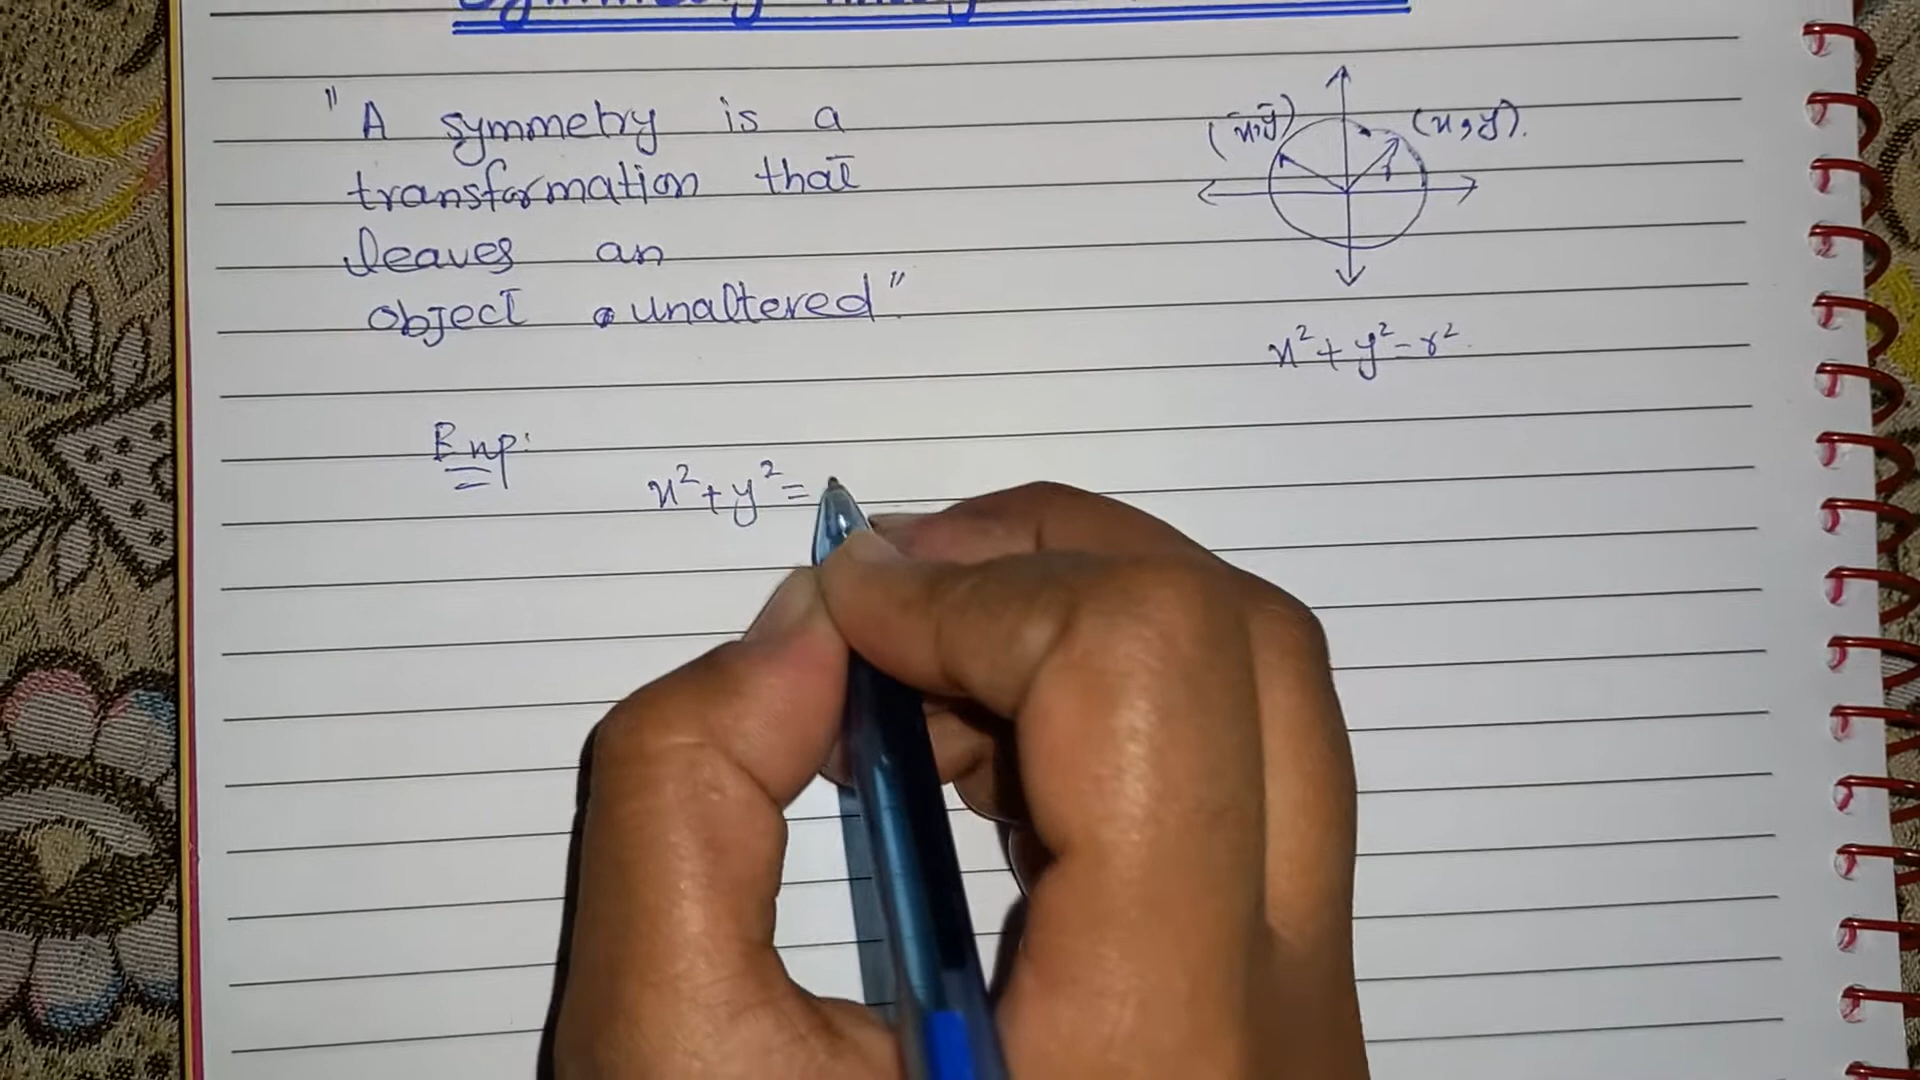 "A symmetry is a
transformation that
leaves an
object unaltered"
(x̄,ȳ)
(x,y).
r
x²+y²=r².
Exp:
x²+y²=